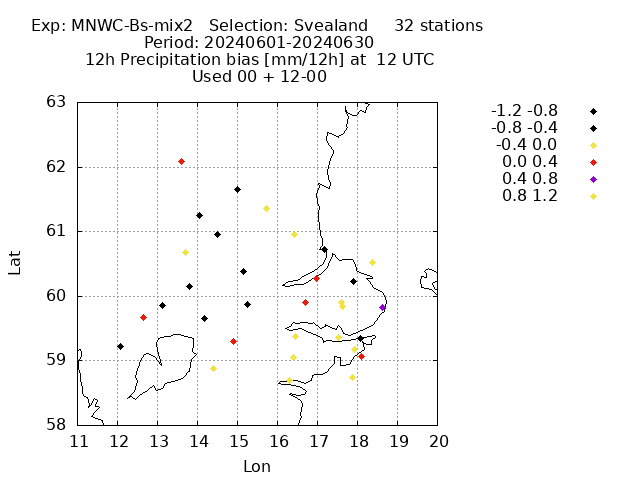 Exp: MNWC-Bs-mix2   Selection: Svealand     32 stations
Period: 20240601-20240630
12h Precipitation bias [mm/12h] at  12 UTC
Used 00 + 12-00
63
62
61
60
59
58
Lat
11 12 13 14 15 16 17 18 19 20
Lon
-1.2 -0.8
-0.8 -0.4
-0.4 0.0
0.0 0.4
0.4 0.8
0.8 1.2